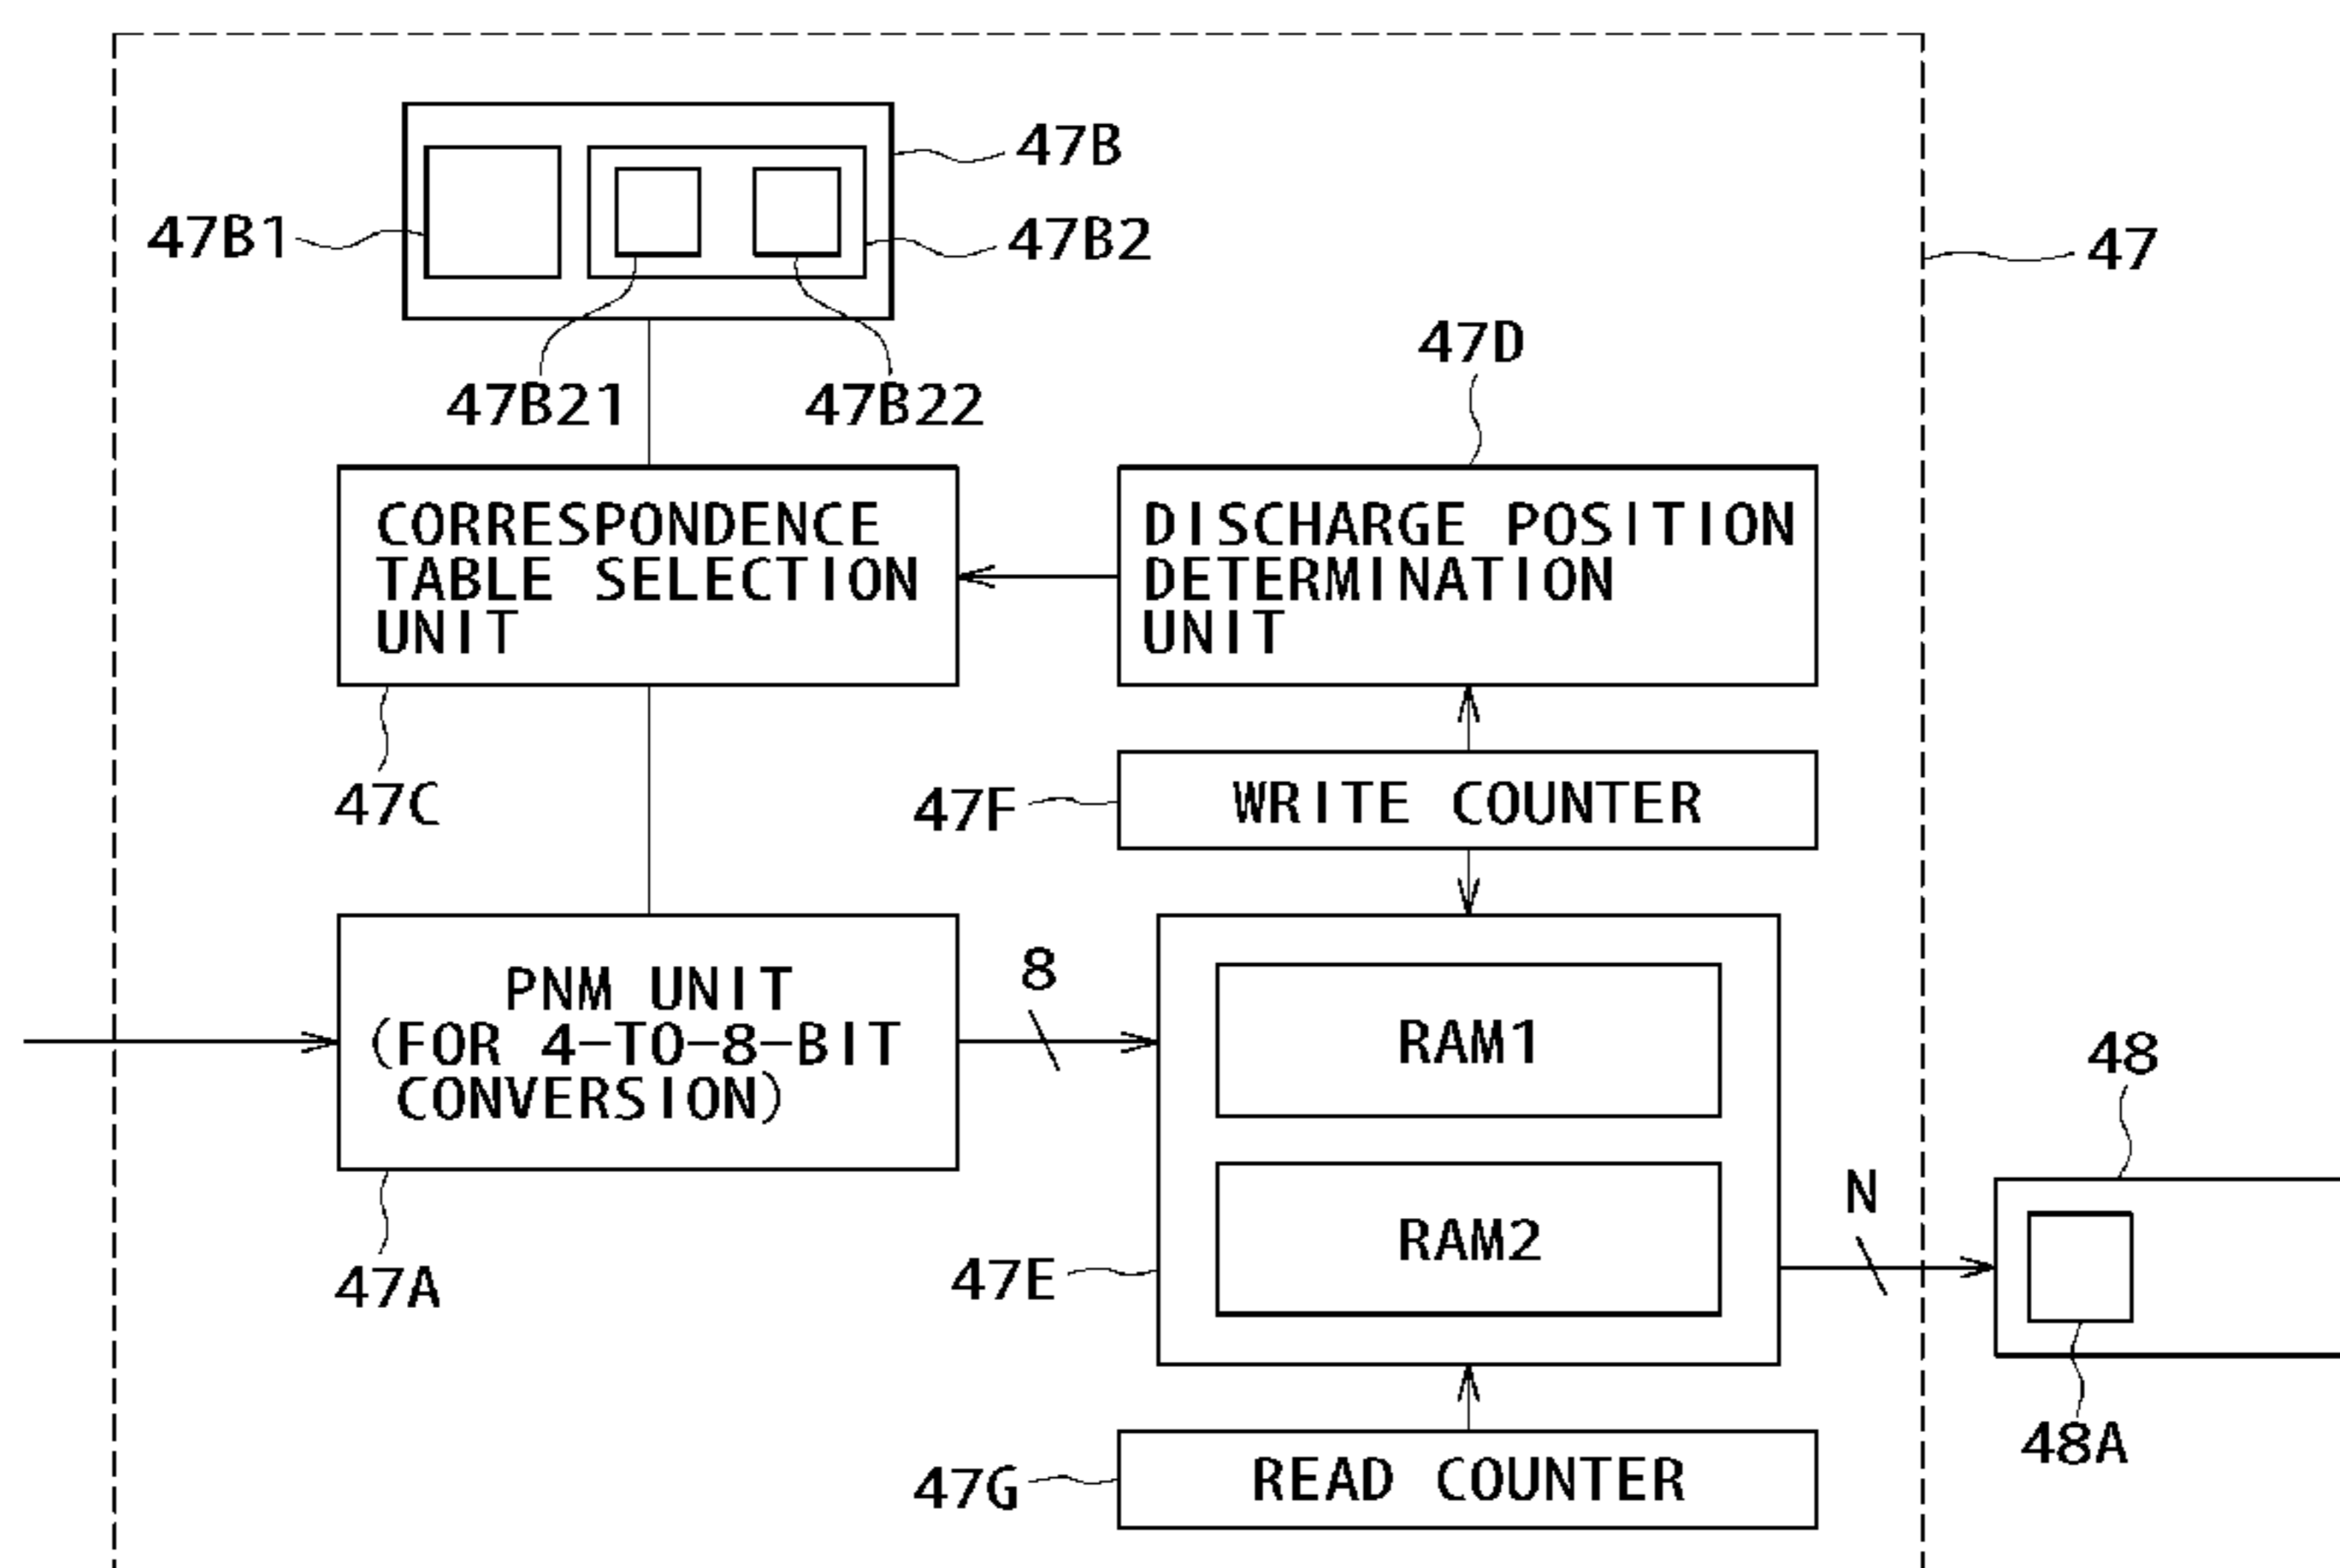 47B
47B1
47B2
47
47B21
47B22
47D
CORRESPONDENCE
TABLE SELECTION
UNIT
DISCHARGE POSITION
DETERMINATION
UNIT
47C
47F
WRITE COUNTER
PNM UNIT
(FOR 4-TO-8-BIT
CONVERSION)
8
RAM1
48
RAM2
N
47A
47E
48A
47G
READ COUNTER